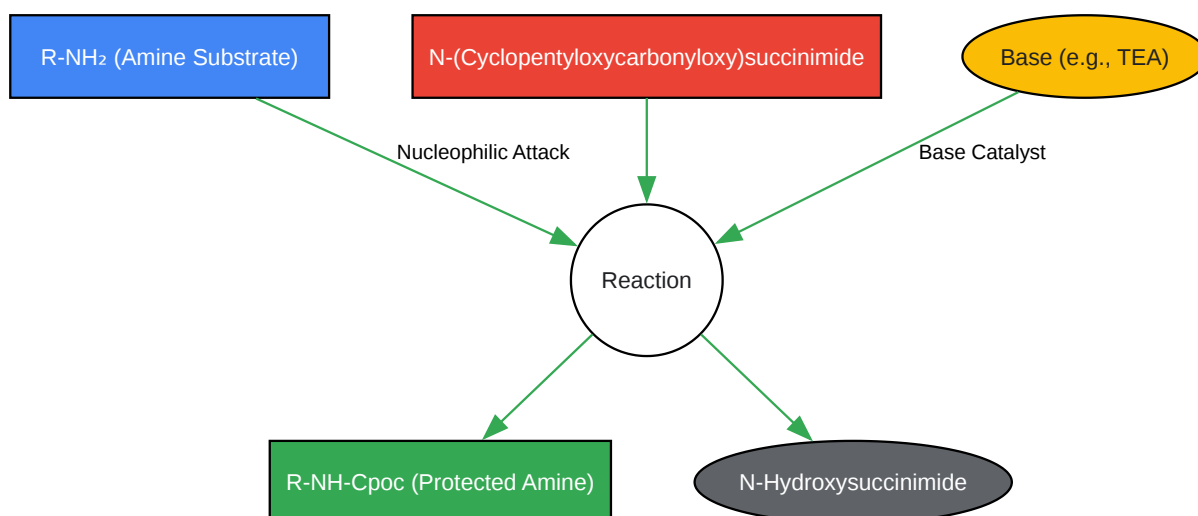 R-NH₂ (Amine Substrate)
N-(Cyclopentyloxycarbonyloxy)succinimide
Base (e.g., TEA)
Nucleophilic Attack
Base Catalyst
Reaction
R-NH-Cpoc (Protected Amine)
N-Hydroxysuccinimide